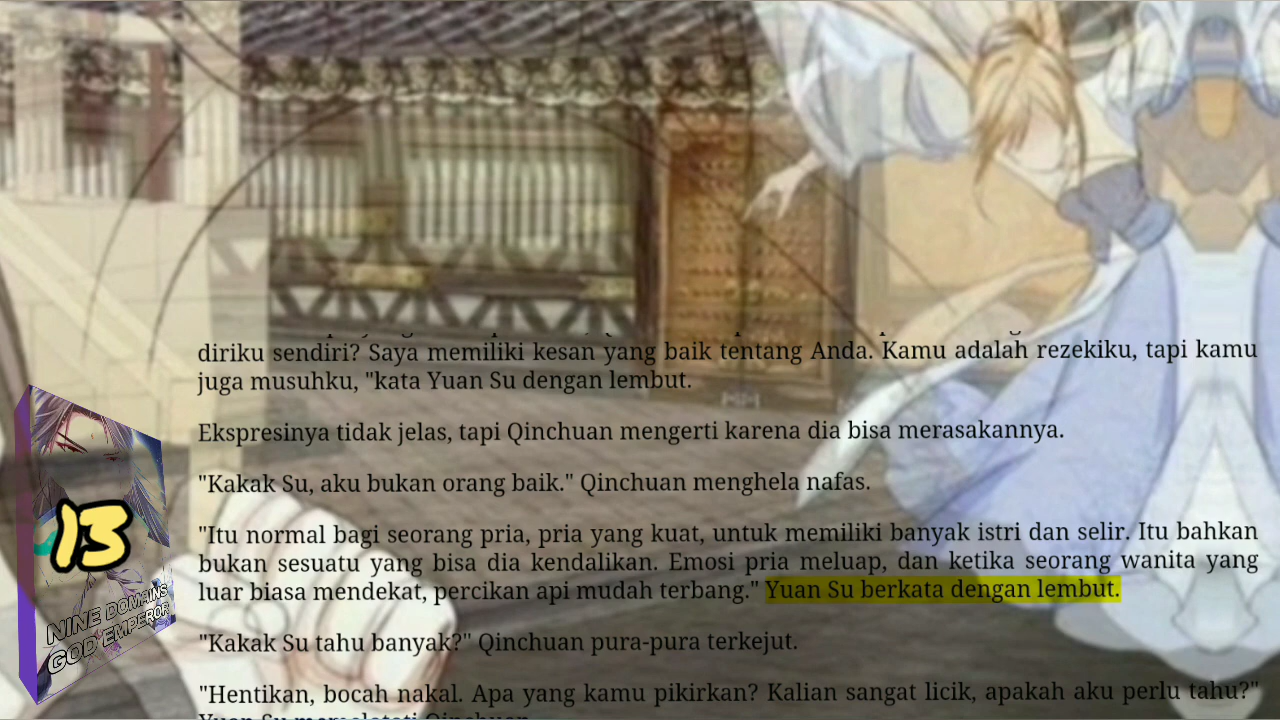 diriku sendiri? Saya memiliki kesan yang baik tentang Anda. Kamu adalah rezekiku, tapi kamu
juga musuhku, "kata Yuan Su dengan lembut.
Ekspresinya tidak jelas, tapi Qinchuan mengerti karena dia bisa merasakannya.
"Kakak Su, aku bukan orang baik." Qinchuan menghela nafas.
"Itu normal bagi seorang pria, pria yang kuat, untuk memiliki banyak istri dan selir. Itu bahkan
bukan sesuatu yang bisa dia kendalikan. Emosi pria meluap, dan ketika seorang wanita yang
luar biasa mendekat, percikan api mudah terbang." Yuan Su berkata dengan lembut.
"Kakak Su tahu banyak?" Qinchuan pura-pura terkejut.
"Hentikan, bocah nakal. Apa yang kamu pikirkan? Kalian sangat licik, apakah aku perlu tahu?"
Yuan Su memelototi Qinchuan.
13
NINE DOMAINS
GOD EMPEROR